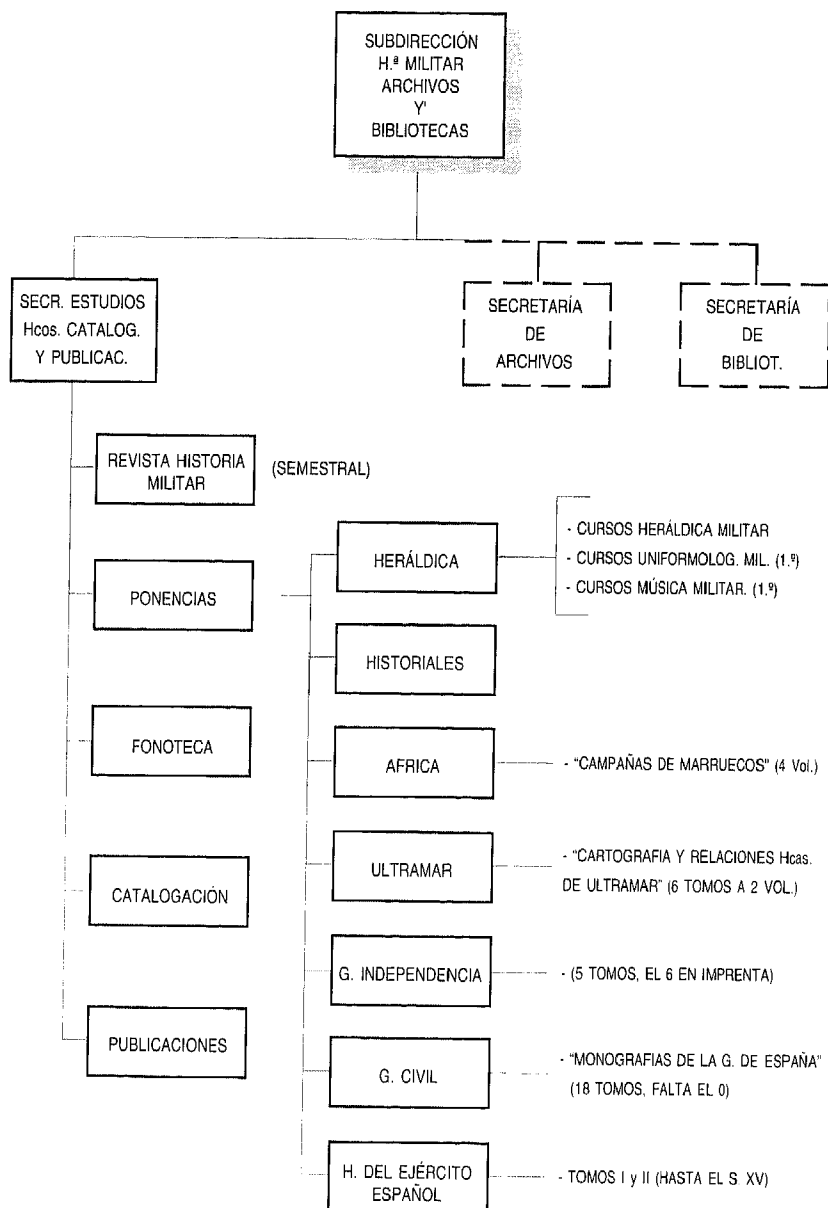 SUBDIRECCIÓN
H.ª MILITAR
ARCHIVOS
Y'
BIBLIOTECAS
SECR. ESTUDIOS
Hcos. CATALOG.
Y PUBLICAC.
SECRETARÍA
DE
ARCHIVOS
SECRETARÍA
DE
BIBLIOT.
REVISTA HISTORIA
MILITAR
(SEMESTRAL)
PONENCIAS
FONOTECA
CATALOGACIÓN
PUBLICACIONES
HERÁLDICA
- CURSOS HERÁLDICA MILITAR
- CURSOS UNIFORMOLOG. MIL. (1.º)
- CURSOS MÚSICA MILITAR. (1.º)
HISTORIALES
AFRICA
- "CAMPAÑAS DE MARRUECOS" (4 Vol.)
ULTRAMAR
- "CARTOGRAFIA Y RELACIONES Hcas.
DE ULTRAMAR" (6 TOMOS A 2 VOL.)
G. INDEPENDENCIA
- (5 TOMOS, EL 6 EN IMPRENTA)
G. CIVIL
- "MONOGRAFIAS DE LA G. DE ESPAÑA"
(18 TOMOS, FALTA EL 0)
H. DEL EJÉRCITO
ESPAÑOL
- TOMOS I y II (HASTA EL S. XV)